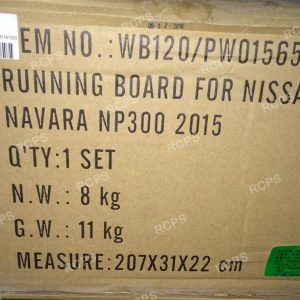 EM NO.: WB120/PW01565
RUNNING BOARD FOR NISSA
NAVARA NP300 2015
Q'TY: 1 SET
N.W.: 8 kg
G.W.: 11 kg
MEASURE: 207X31X22 cm
RCPS